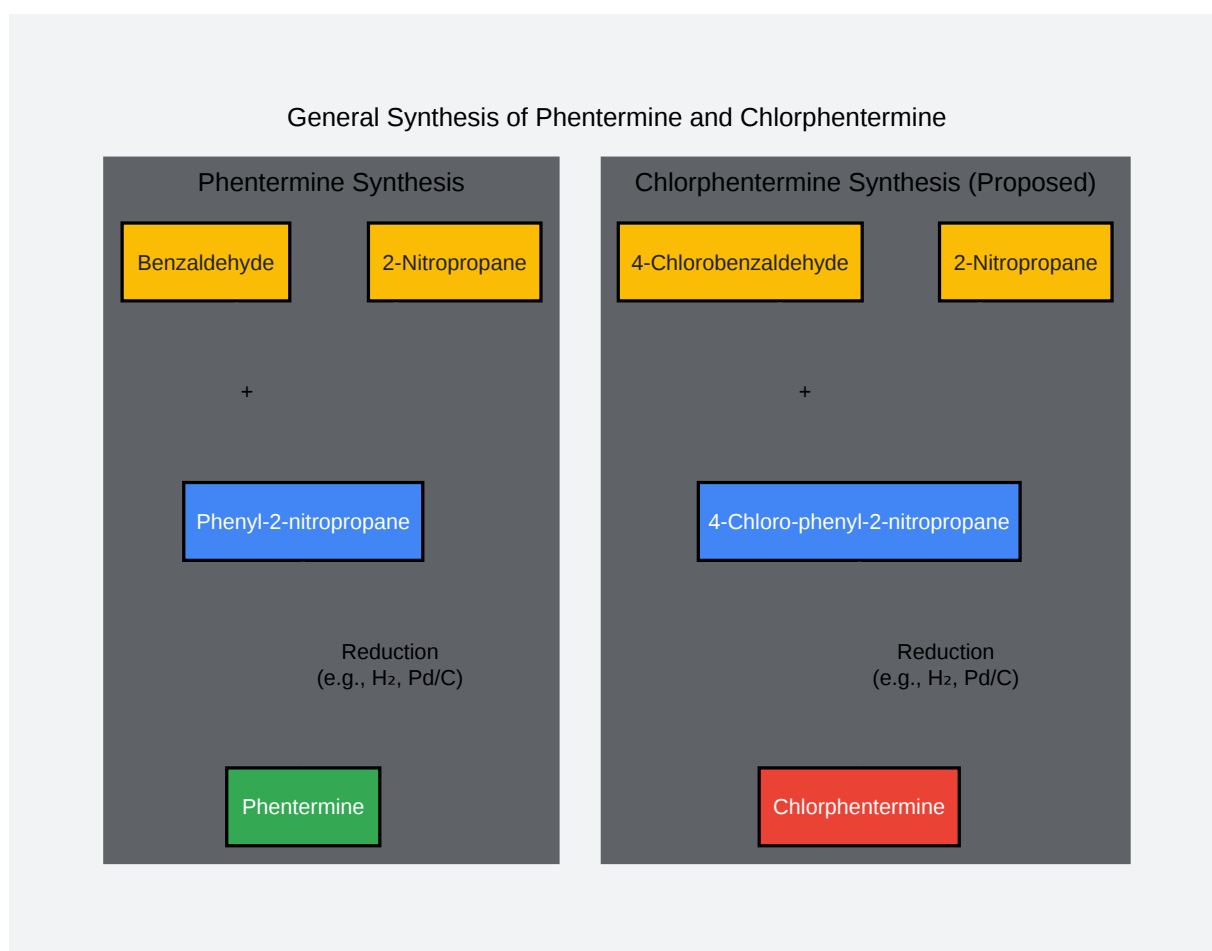 General Synthesis of Phentermine and Chlorphentermine
Phentermine Synthesis
Benzaldehyde
2-Nitropropane
+
Phenyl-2-nitropropane
Reduction
(e.g., H₂, Pd/C)
Phentermine
Chlorphentermine Synthesis (Proposed)
4-Chlorobenzaldehyde
2-Nitropropane
+
4-Chloro-phenyl-2-nitropropane
Reduction
(e.g., H₂, Pd/C)
Chlorphentermine